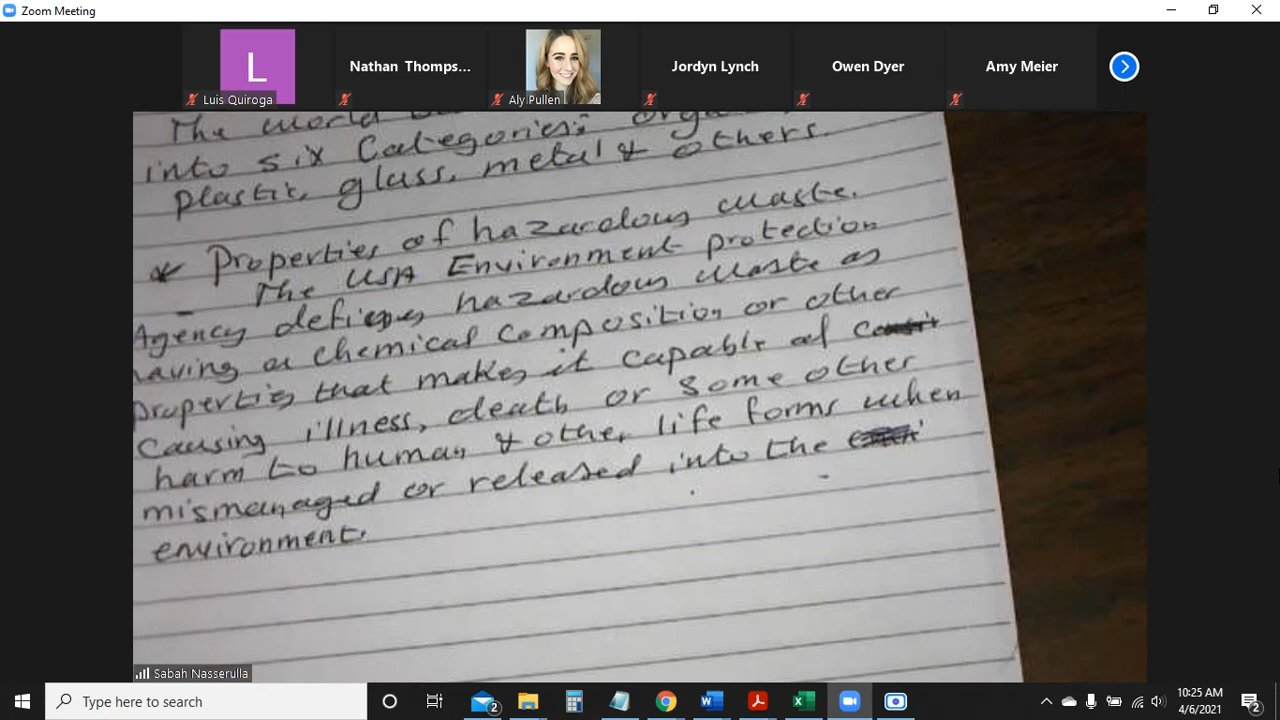 Zoom Meeting
L
Luis Quiroga
Nathan Thomps...
Aly Pullen
Jordyn Lynch
Owen Dyer
Amy Meier
The world
into six Categories;
plastic, glass, metal & others.
* Properties of hazardous waste.
- The USA Environment protection
Agency defines hazardous waste as
having a chemical composition or other
properties that makes it capable of
causing illness, death or some other
harm to human & other life forms when
mismanaged or released into the
environment.
Sabah Nasserulla
Type here to search
2
10:25 AM
4/6/2021
2